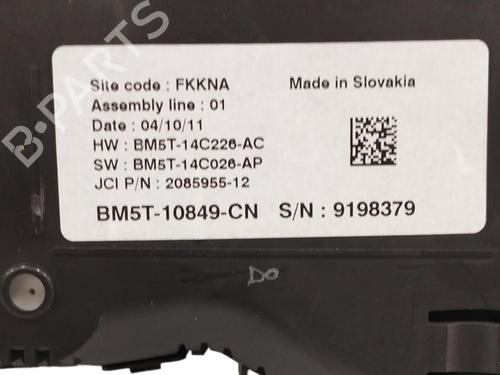 Site code : FKKNA Made in Slovakia
Assembly line : 01
Date : 04/10/11
HW : BM5T-14C226-AC
SW : BM5T-14C026-AP
JCI P/N : 2085955-12
BM5T-10849-CN S/N : 9198379
DO
B-PARTS